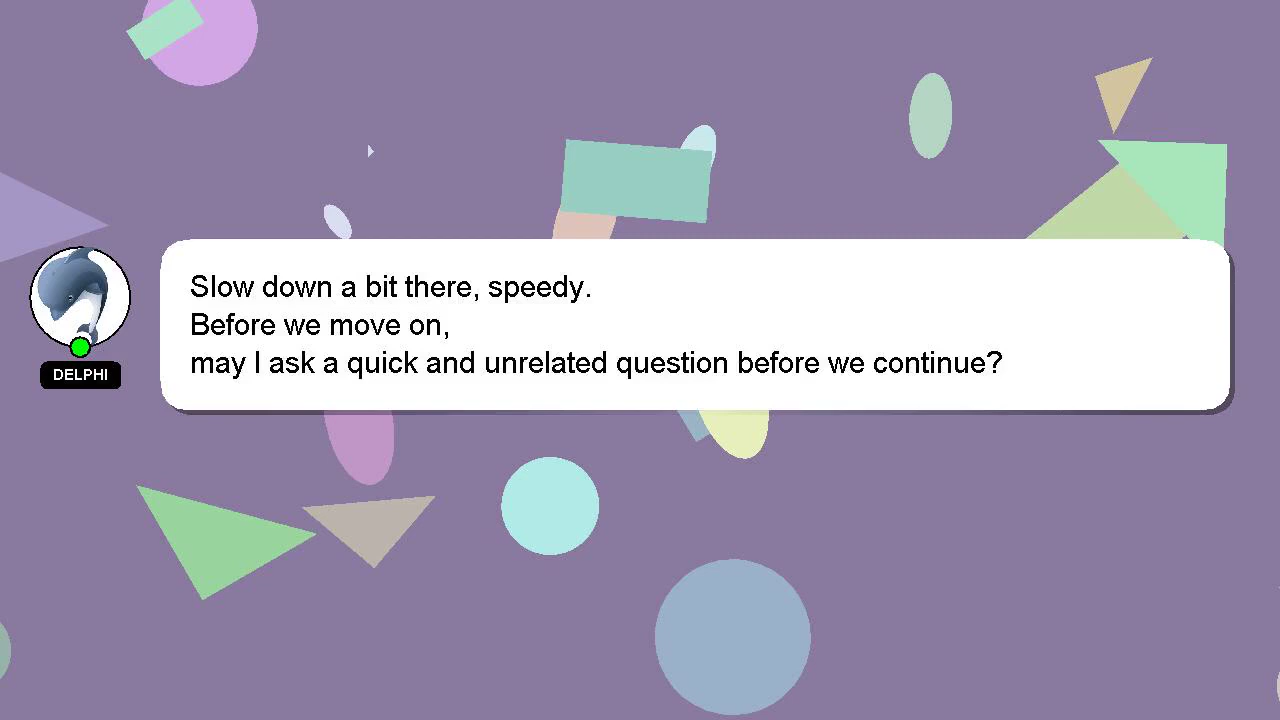 Slow down a bit there, speedy.
Before we move on,
may I ask a quick and unrelated question before we continue?
DELPHI